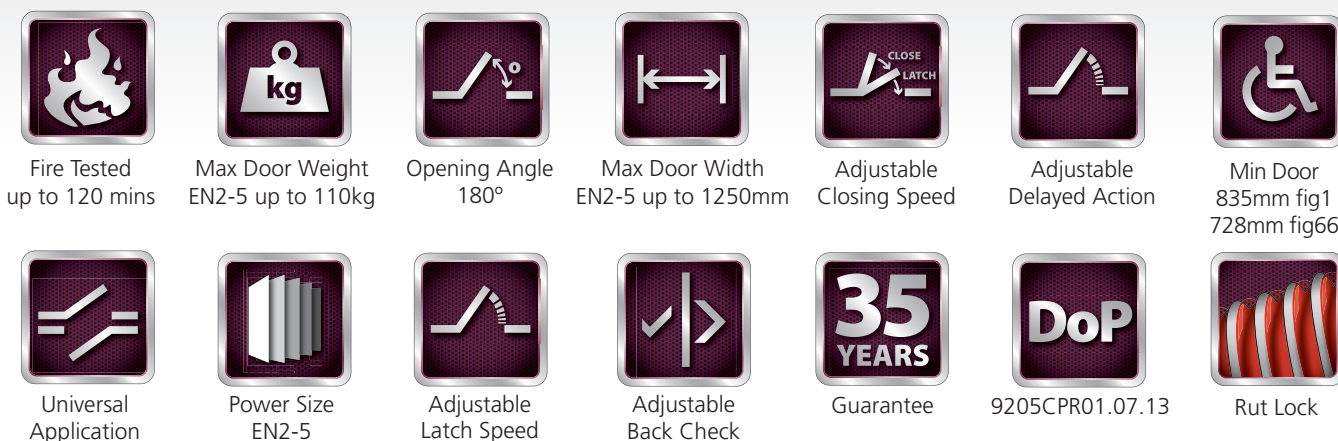 kg
o
CLOSE
LATCH
Fire Tested
up to 120 mins
Max Door Weight
EN2-5 up to 110kg
Opening Angle
180º
Max Door Width
EN2-5 up to 1250mm
Adjustable
Closing Speed
Adjustable
Delayed Action
Min Door
835mm fig1
728mm fig66
35
YEARS
DoP
Universal
Application
Power Size
EN2-5
Adjustable
Latch Speed
Adjustable
Back Check
Guarantee
9205CPR01.07.13
Rut Lock